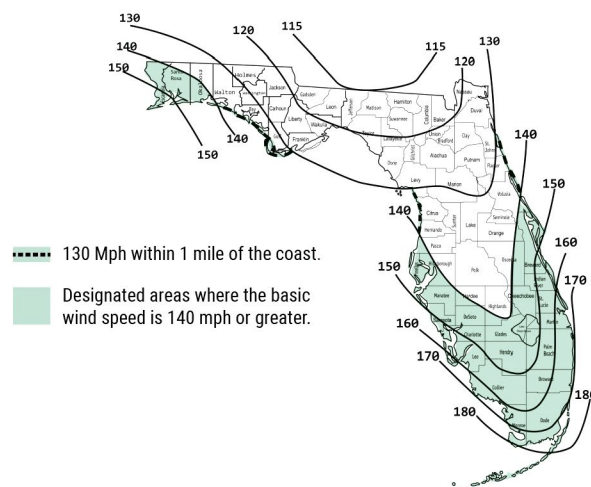 130
120
115
115
130
140
120
150
140
150
140
150
160
170
140
150
160
170
180
180
130 Mph within 1 mile of the coast.
Designated areas where the basic
wind speed is 140 mph or greater.
Santa
Rosa
Okaloosa
Walton
Holmes
Jackson
Calhoun
Liberty
Gadsden
Leon
Wakulla
Franklin
Madison
Hamilton
Suwannee
Columbia
Baker
Nassau
Duval
Union
Bradford
Clay
Alachua
Putnam
Dixie
Levy
Marion
Volusia
Citrus
Sumter
Lake
Seminole
Orange
Hernando
Pasco
Polk
Osceola
Brevard
Indian
River
Manatee
Hardee
Highlands
Okeechobee
DeSoto
Martin
Charlotte
Glades
Lee
Hendry
Palm
Beach
Collier
Broward
Dade